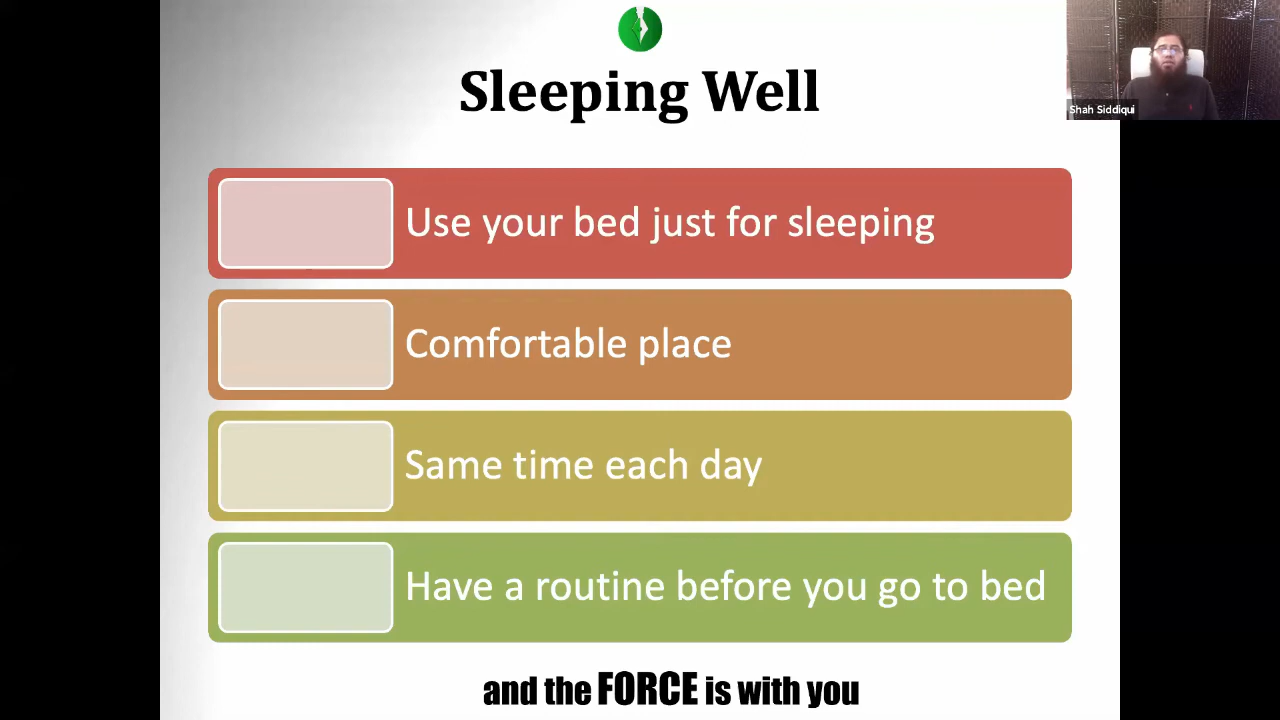 Sleeping Well
Shah Siddiqui
Use your bed just for sleeping
Comfortable place
Same time each day
Have a routine before you go to bed
and the FORCE is with you